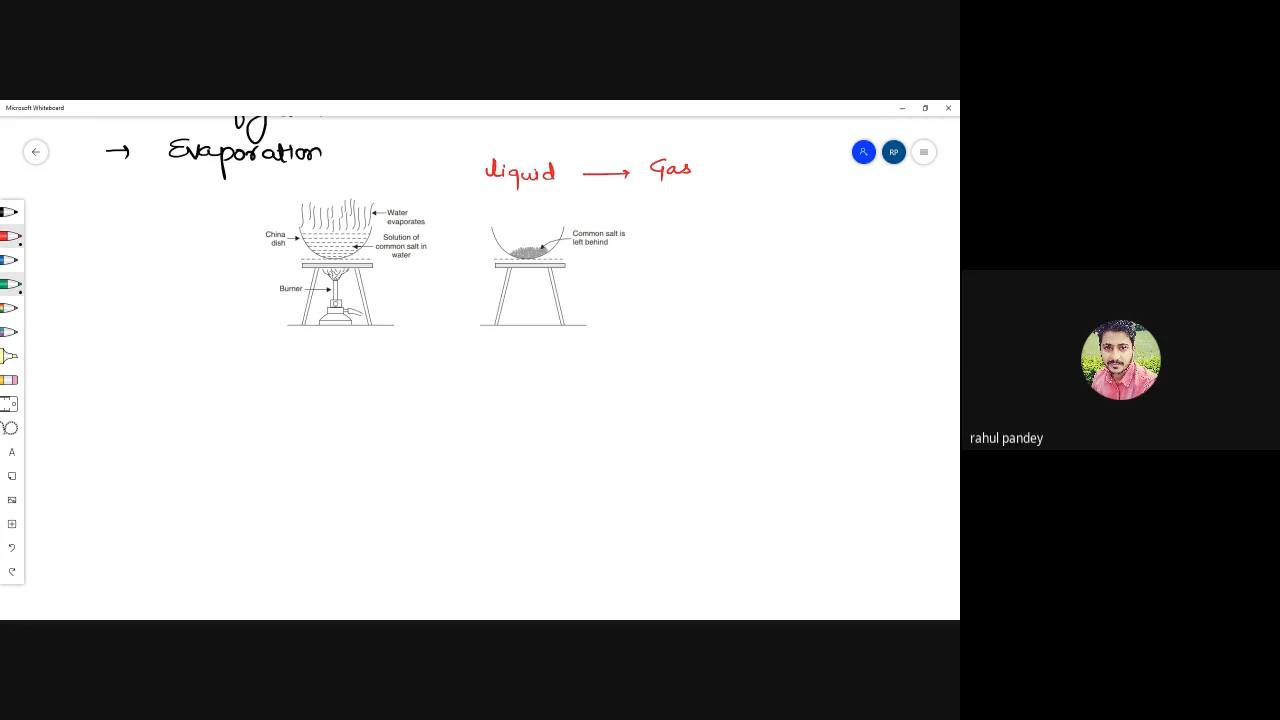 Microsoft Whiteboard
→ Evaporation
RP
liquid → Gas
Water
evaporates
China
dish
Solution of
common salt in
water
Burner
Common salt is
left behind
A
rahul pandey